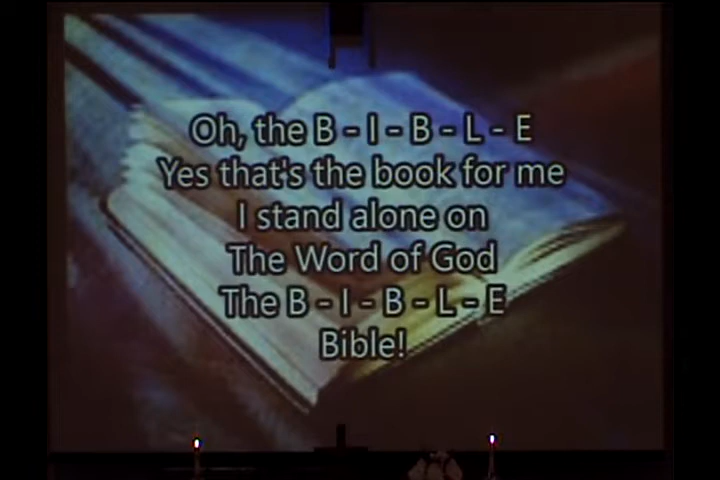 Oh, the B - I - B - L - E
Yes that's the book for me
I stand alone on
The Word of God
The B - I - B - L - E
Bible!